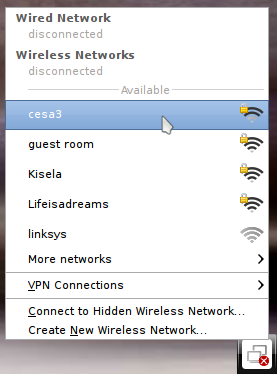 Wired Network
disconnected
Wireless Networks
disconnected
Available
cesa3
guest room
Kisela
Lifeisadreams
linksys
More networks
VPN Connections
Connect to Hidden Wireless Network...
Create New Wireless Network...